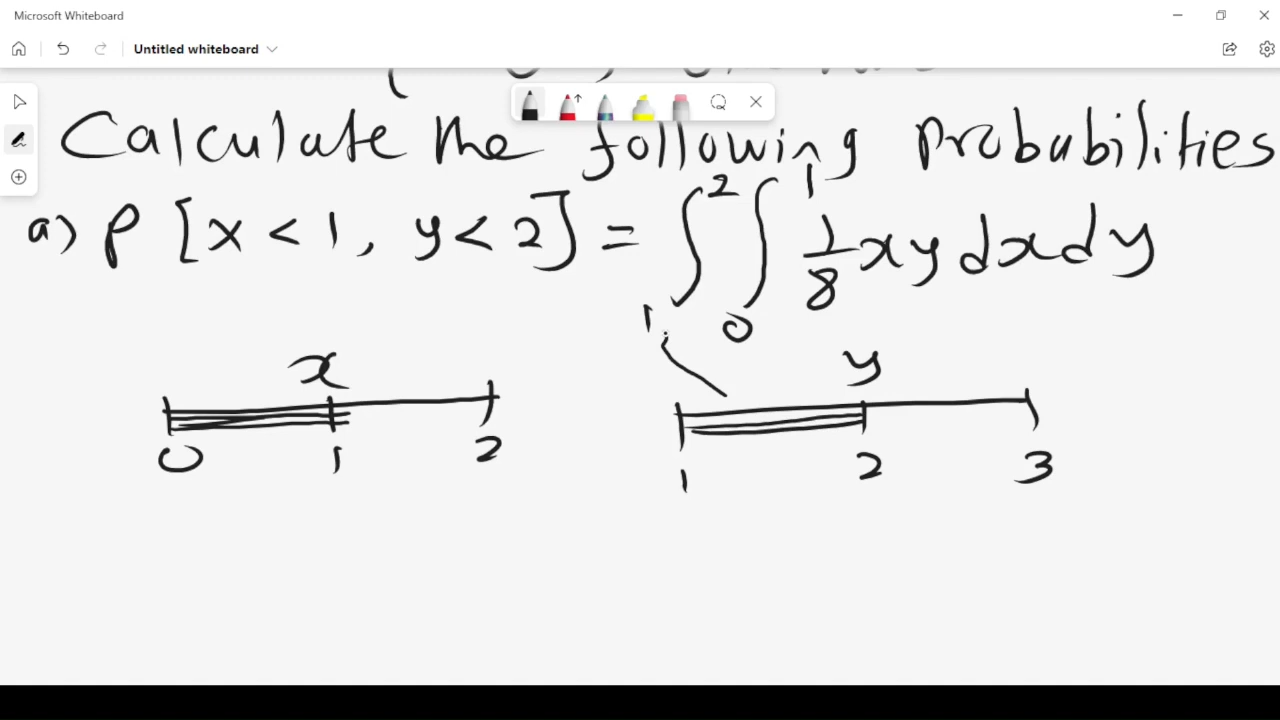 Microsoft Whiteboard
Untitled whiteboard
Calculate the following probabilities
a) P [x < 1, y < 2] = ∫₁² ∫₀¹ 1/8 xy dx dy
x
y
0 1 2
1 2 3